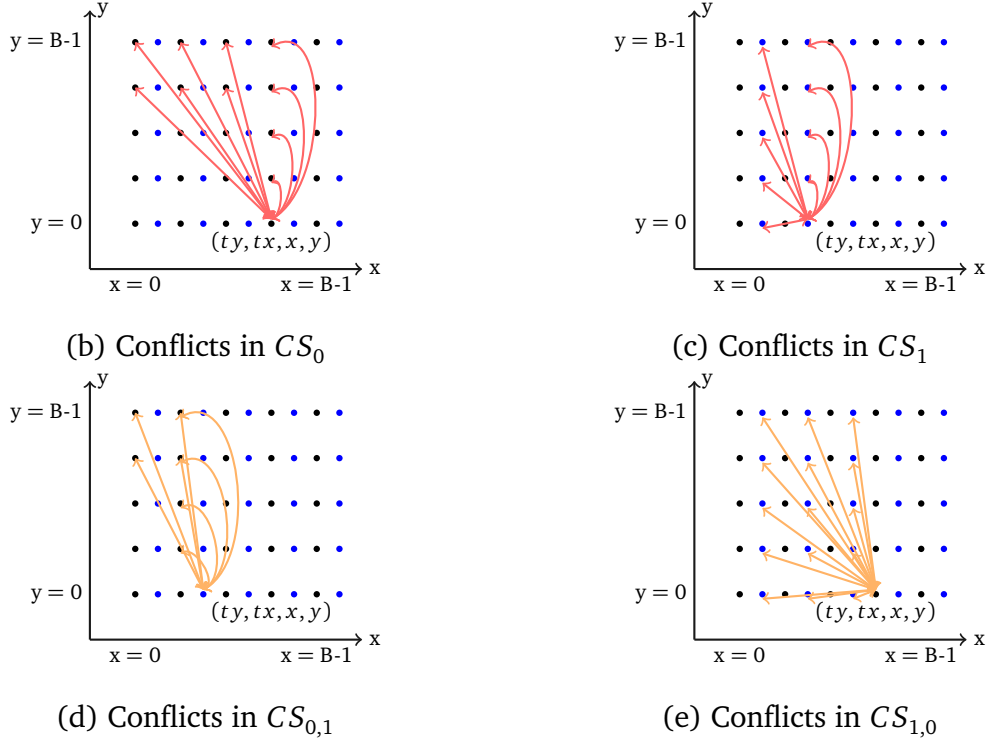 y
y = B-1
y = 0
(ty, tx, x, y)
x
x = 0
x = B-1
(b) Conflicts in CS₀
y
y = B-1
y = 0
(ty, tx, x, y)
x
x = 0
x = B-1
(c) Conflicts in CS₁
y
y = B-1
y = 0
(ty, tx, x, y)
x
x = 0
x = B-1
(d) Conflicts in CS₀,₁
y
y = B-1
y = 0
(ty, tx, x, y)
x
x = 0
x = B-1
(e) Conflicts in CS₁,₀